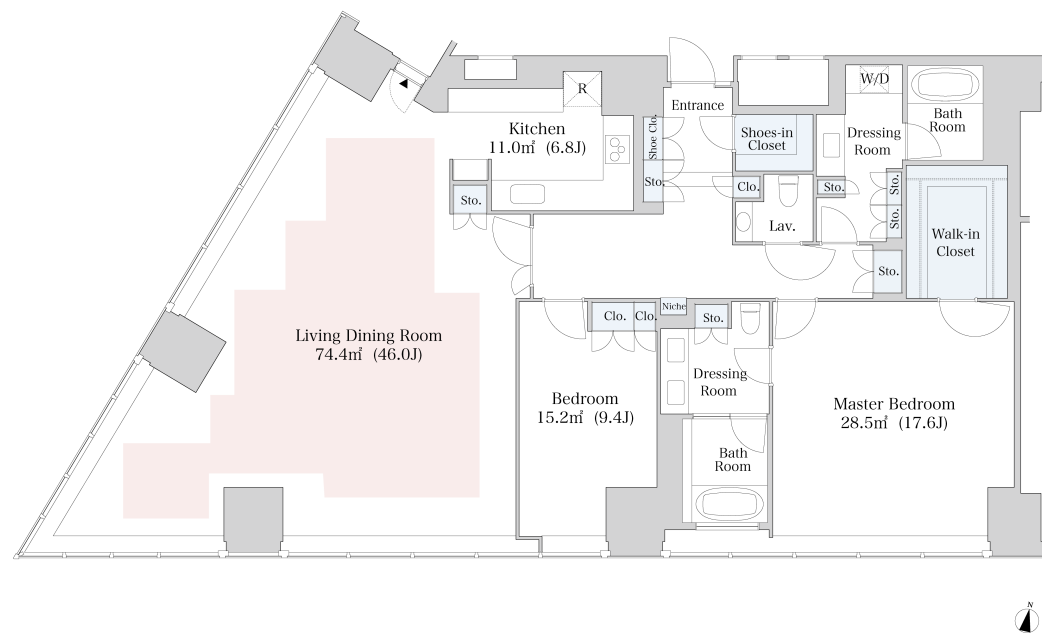 W/D
R
Entrance
Bath
Room
Kitchen
11.0㎡ (6.8J)
Shoe Clo.
Shoes-in
Closet
Dressing
Room
Sto.
Clo.
Sto.
Sto.
Sto.
Sto.
Lav.
Walk-in
Closet
Sto.
Niche
Clo.
Clo.
Sto.
Living Dining Room
74.4㎡ (46.0J)
Dressing
Room
Bedroom
15.2㎡ (9.4J)
Master Bedroom
28.5㎡ (17.6J)
Bath
Room
N